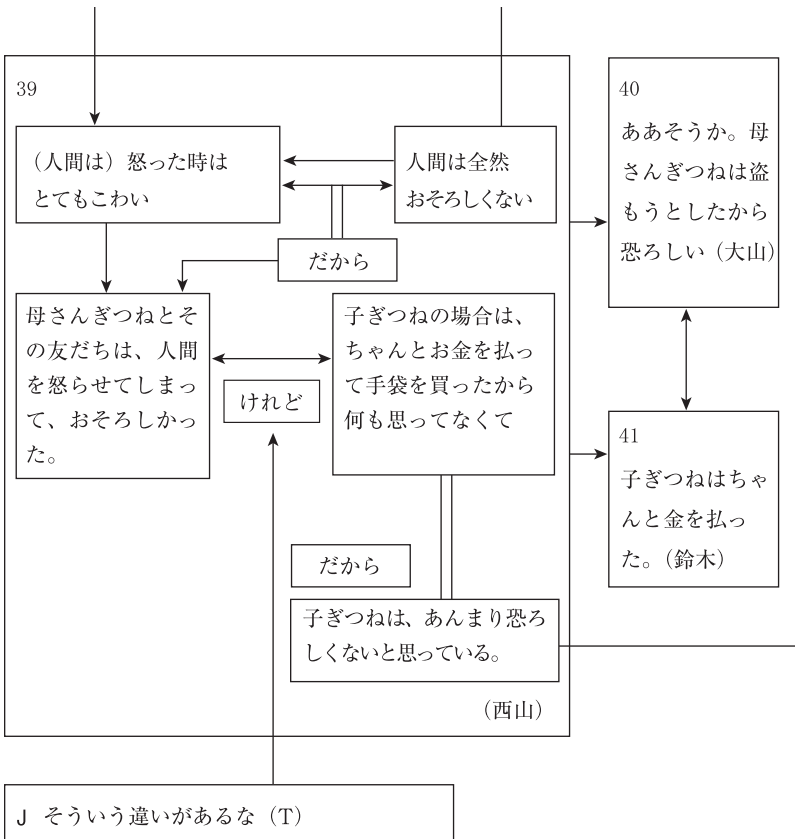 39
（人間は）怒った時は
とてもこわい
人間は全然
おそろしくない
だから
母さんぎつねとそ
の友だちは、人間
を怒らせてしまっ
て、おそろしかっ
た。
けれど
子ぎつねの場合は、
ちゃんとお金を払っ
て手袋を買ったから
何も思ってなくて
だから
子ぎつねは、あんまり恐ろ
しくないと思っている。
（西山）
40
ああそうか。母
さんぎつねは盗
もうとしたから
恐ろしい（大山）
41
子ぎつねはちゃ
んと金を払っ
た。（鈴木）
J そういう違いがあるな（T）